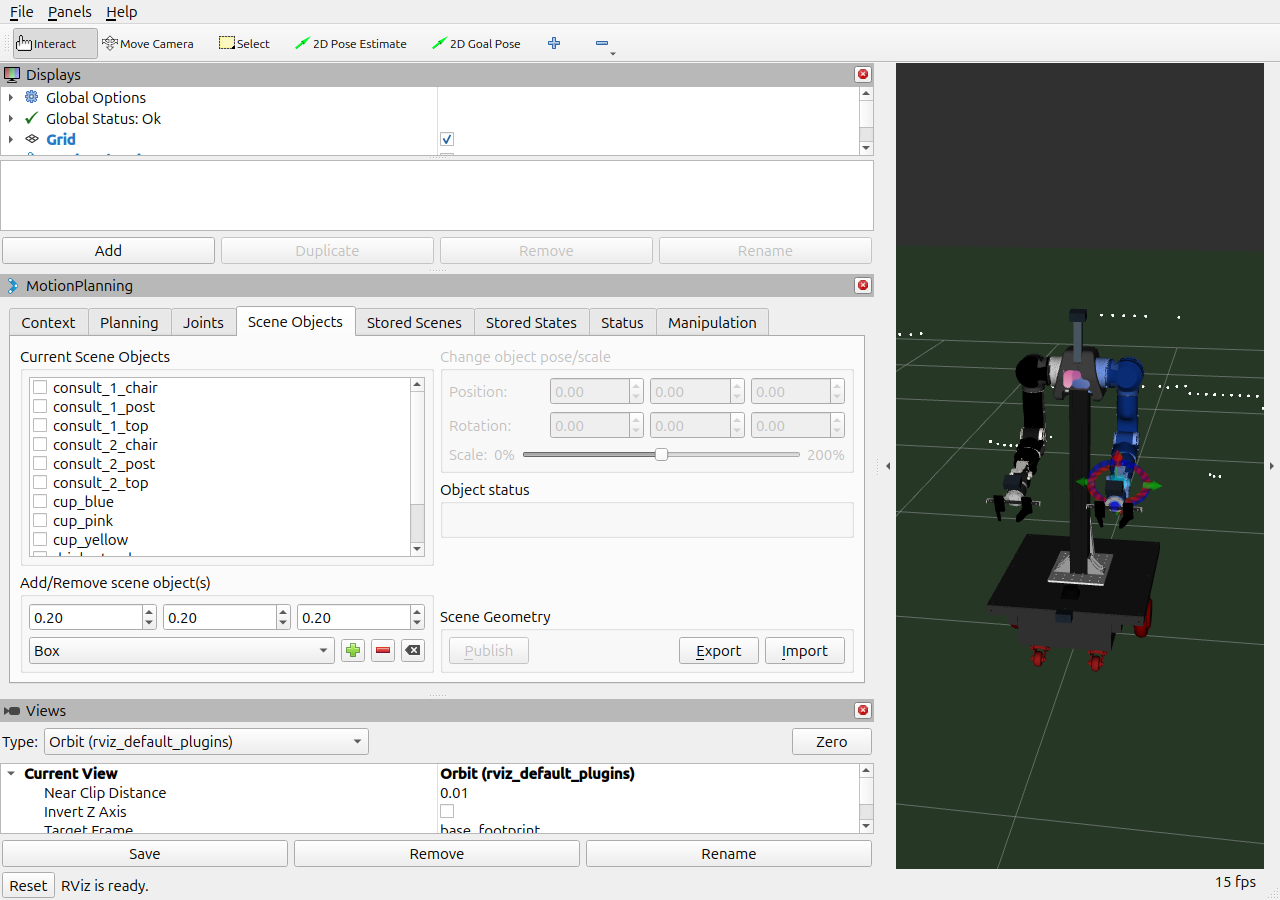 File Panels Help
Interact Move Camera Select 2D Pose Estimate 2D Goal Pose
Displays
Global Options
Global Status: Ok
Grid
Add Duplicate Remove Rename
MotionPlanning
Context Planning Joints Scene Objects Stored Scenes Stored States Status Manipulation
Current Scene Objects
consult_1_chair
consult_1_post
consult_1_top
consult_2_chair
consult_2_post
consult_2_top
cup_blue
cup_pink
cup_yellow
Add/Remove scene object(s)
0.20 0.20 0.20
Box
Change object pose/scale
Position: 0.00 0.00 0.00
Rotation: 0.00 0.00 0.00
Scale: 0% 200%
Object status
Scene Geometry
Publish Export Import
Views
Type: Orbit (rviz_default_plugins) Zero
Current View Orbit (rviz_default_plugins)
Near Clip Distance 0.01
Invert Z Axis
Target Frame base_footprint
Save Remove Rename
Reset RViz is ready. 15 fps